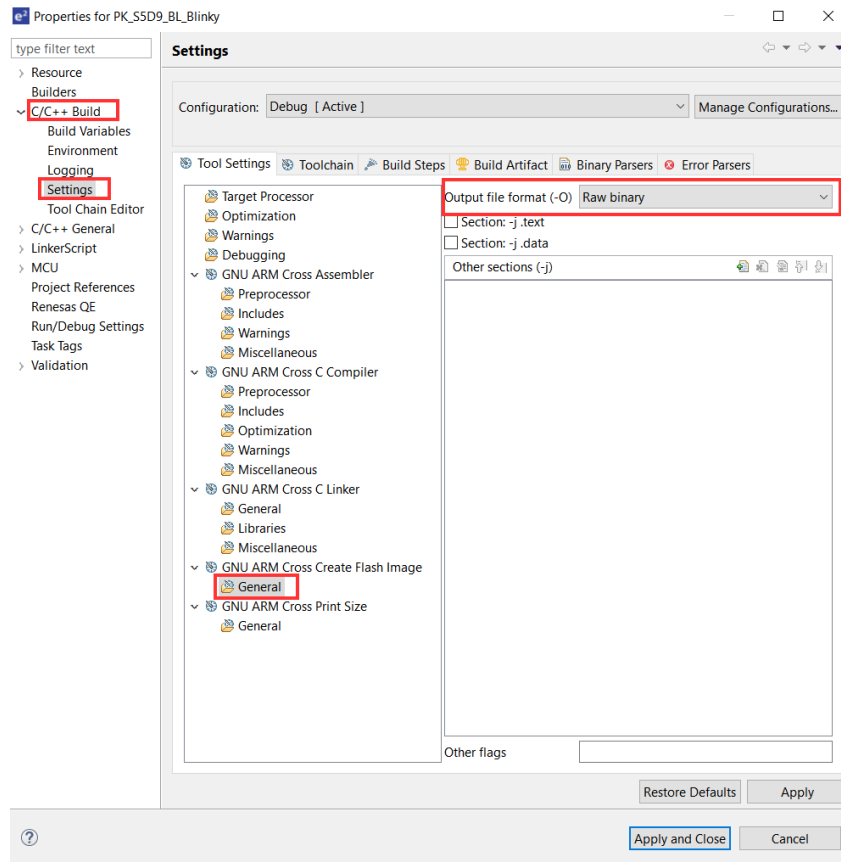 e² Properties for PK_S5D9_BL_Blinky
type filter text
Resource
Builders
C/C++ Build
Build Variables
Environment
Logging
Settings
Tool Chain Editor
C/C++ General
LinkerScript
MCU
Project References
Renesas QE
Run/Debug Settings
Task Tags
Validation
Settings
Configuration: Debug [ Active ] Manage Configurations...
Tool Settings Toolchain Build Steps Build Artifact Binary Parsers Error Parsers
Target Processor
Optimization
Warnings
Debugging
GNU ARM Cross Assembler
Preprocessor
Includes
Warnings
Miscellaneous
GNU ARM Cross C Compiler
Preprocessor
Includes
Optimization
Warnings
Miscellaneous
GNU ARM Cross C Linker
General
Libraries
Miscellaneous
GNU ARM Cross Create Flash Image
General
GNU ARM Cross Print Size
General
Output file format (-O) Raw binary
Section: -j .text
Section: -j .data
Other sections (-j)
Other flags
Restore Defaults Apply
? Apply and Close Cancel